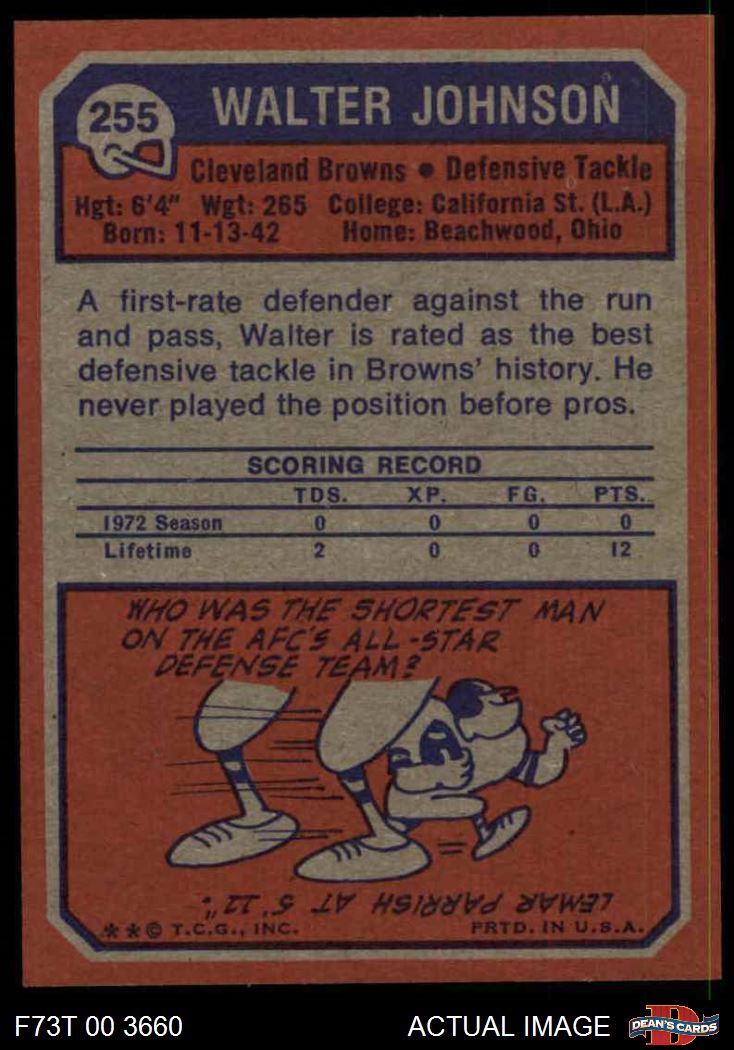 255
WALTER JOHNSON
Cleveland Browns • Defensive Tackle
Hgt: 6'4" Wgt: 265 College: California St. (L.A.)
Born: 11-13-42 Home: Beachwood, Ohio
A first-rate defender against the run
and pass, Walter is rated as the best
defensive tackle in Browns' history. He
never played the position before pros.
SCORING RECORD
TDS. XP. FG. PTS.
1972 Season 0 0 0 0
Lifetime 2 0 0 12
WHO WAS THE SHORTEST MAN
ON THE AFC'S ALL-STAR
DEFENSE TEAM?
LEMAR PARRISH AT 5' 11".
**© T.C.G., INC. PRTD. IN U.S.A.
F73T 00 3660 ACTUAL IMAGE
D
DEAN'S CARDS